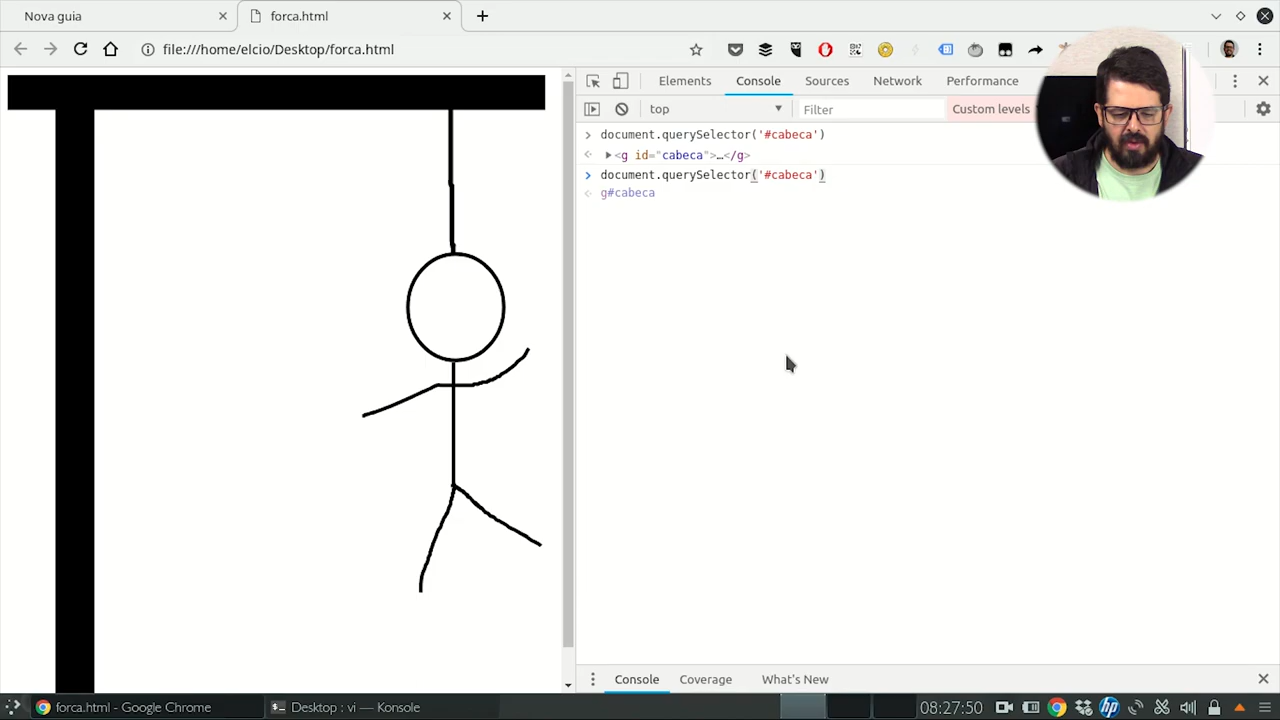 Nova guia
forca.html
file:///home/elcio/Desktop/forca.html
Elements Console Sources Network Performance
top Filter Custom levels
document.querySelector('#cabeca')
<g id="cabeca">…</g>
document.querySelector('#cabeca')
g#cabeca
Console Coverage What's New
forca.html - Google Chrome Desktop : vi — Konsole 08:27:50